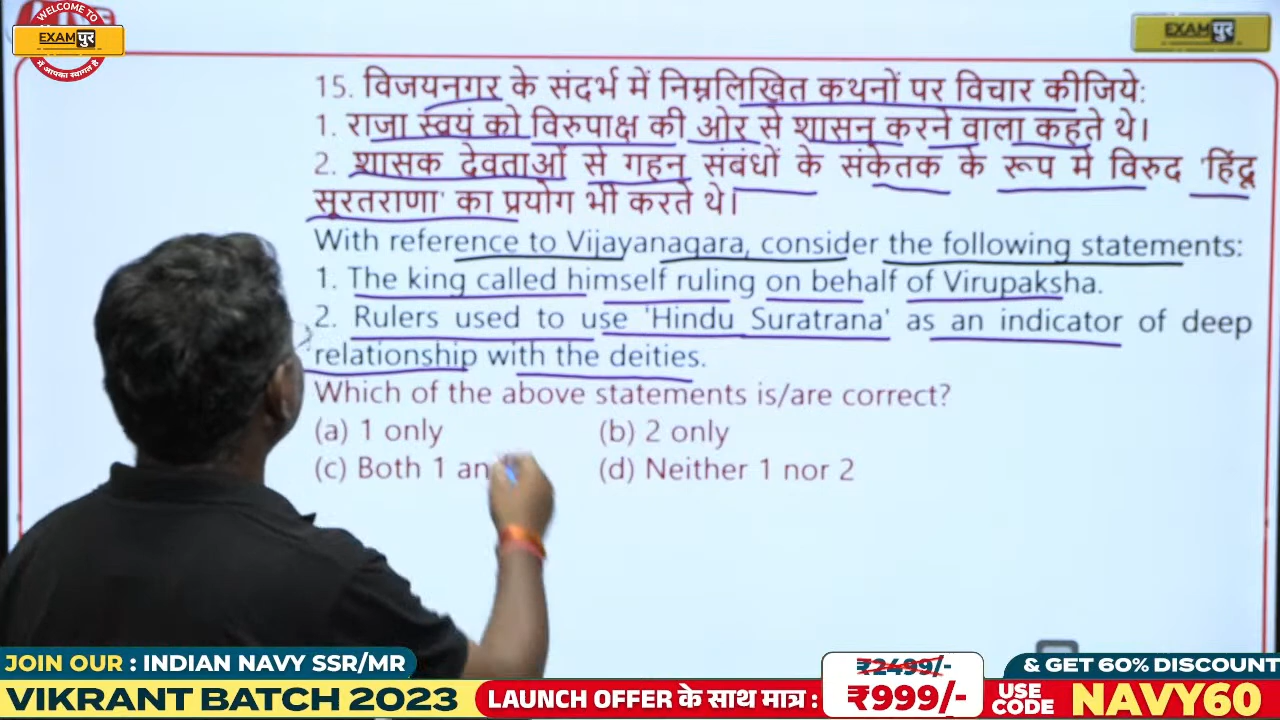 WELCOME TO
EXAMपुर
में आपका स्वागत है
EXAMपुर
15. विजयनगर के संदर्भ में निम्नलिखित कथनों पर विचार कीजिये:
1. राजा स्वयं को विरुपाक्ष की ओर से शासन करने वाला कहते थे।
2. शासक देवताओं से गहन संबंधों के संकेतक के रूप मे विरुद 'हिंदू
सूरतराणा' का प्रयोग भी करते थे।
With reference to Vijayanagara, consider the following statements:
1. The king called himself ruling on behalf of Virupaksha.
2. Rulers used to use 'Hindu Suratrana' as an indicator of deep
relationship with the deities.
Which of the above statements is/are correct?
(a) 1 only (b) 2 only
(c) Both 1 an (d) Neither 1 nor 2
JOIN OUR : INDIAN NAVY SSR/MR
VIKRANT BATCH 2023
LAUNCH OFFER के साथ मात्र :
₹2499/-
₹999/-
& GET 60% DISCOUNT
USE CODE NAVY60